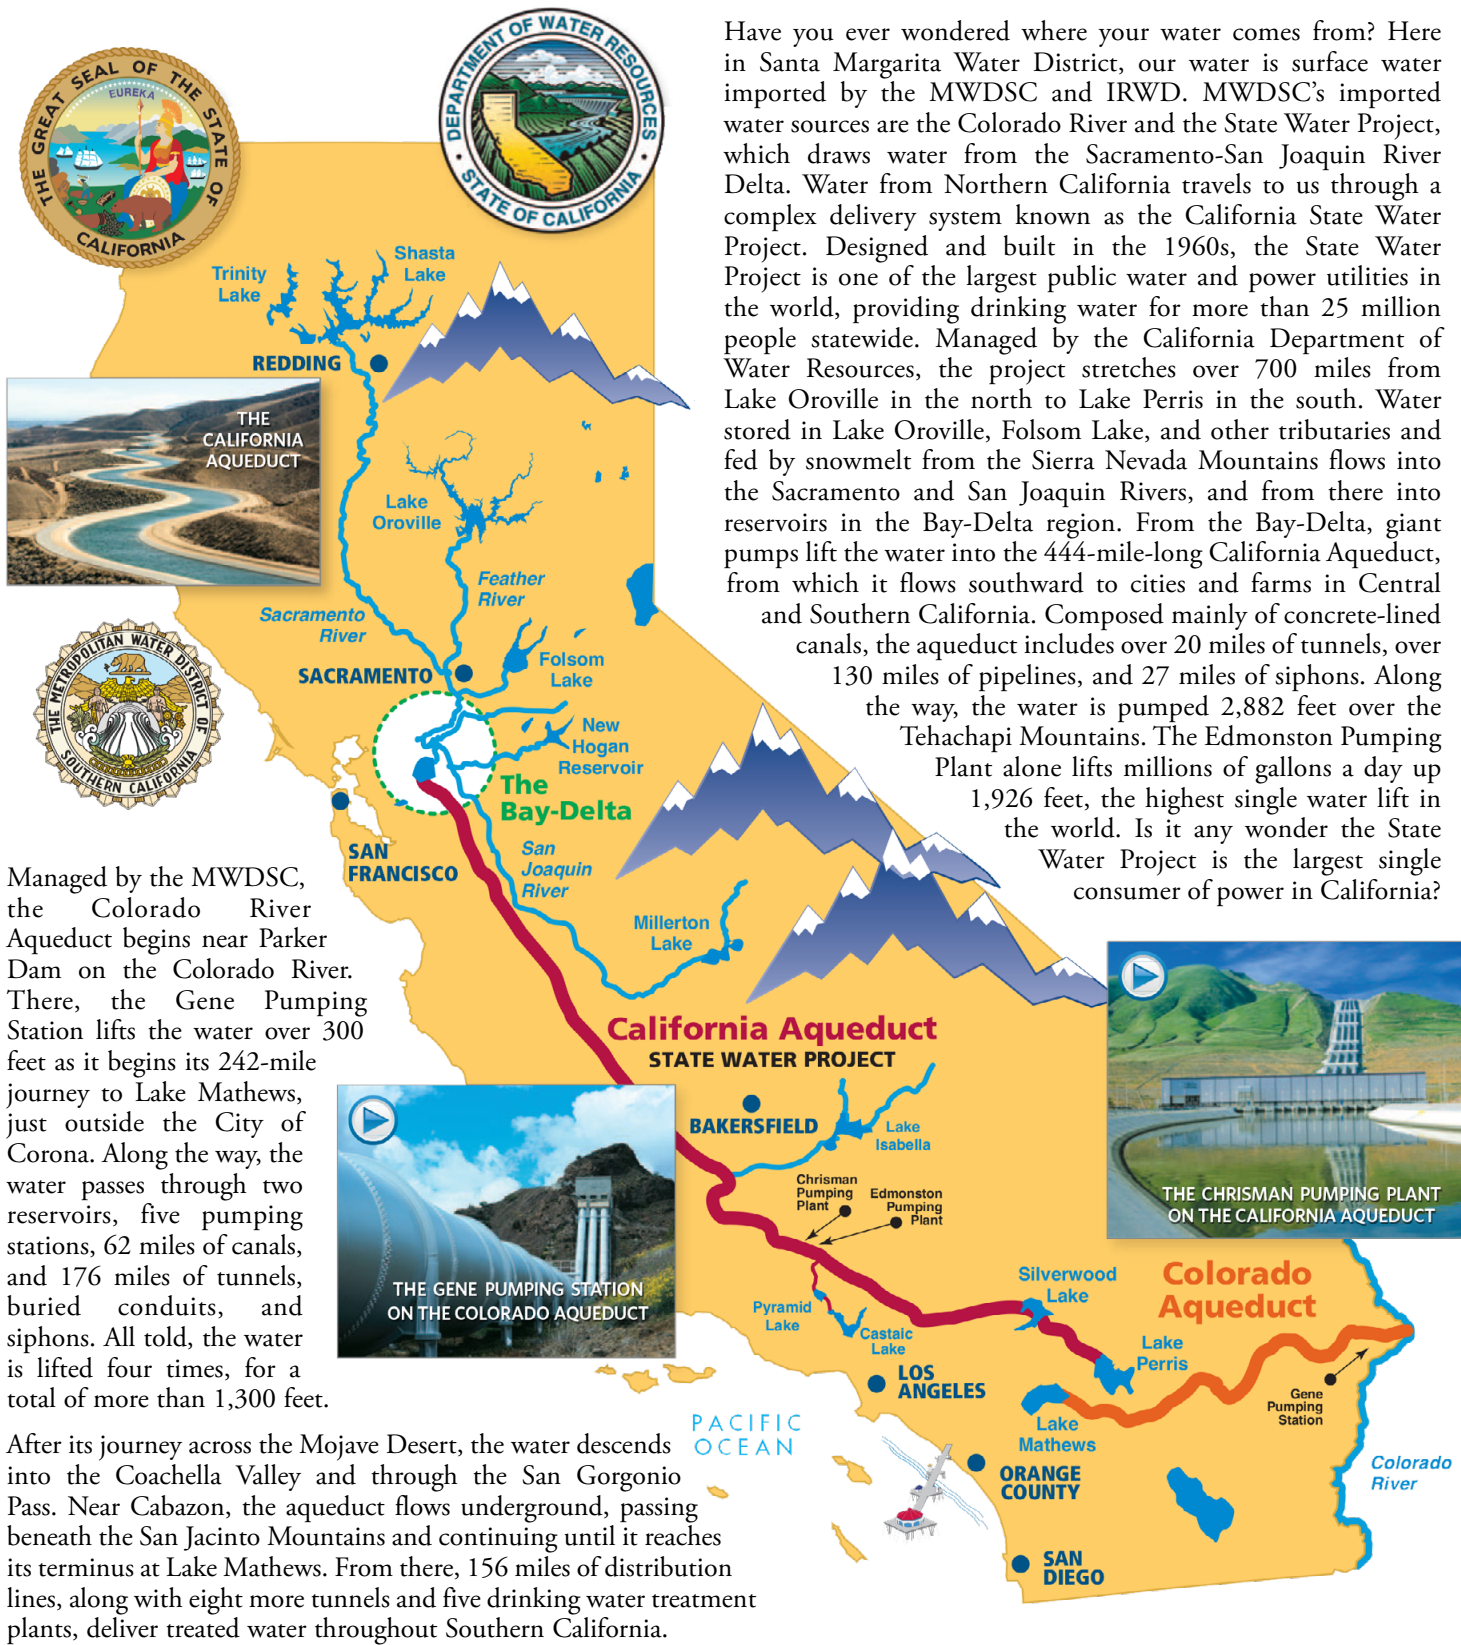 THE GREAT SEAL OF THE STATE OF CALIFORNIA
EUREKA
DEPARTMENT OF WATER RESOURCES
STATE OF CALIFORNIA
Have you ever wondered where your water comes from? Here
in Santa Margarita Water District, our water is surface water
imported by the MWDSC and IRWD. MWDSC’s imported
water sources are the Colorado River and the State Water Project,
which draws water from the Sacramento-San Joaquin River
Delta. Water from Northern California travels to us through a
complex delivery system known as the California State Water
Project. Designed and built in the 1960s, the State Water
Project is one of the largest public water and power utilities in
the world, providing drinking water for more than 25 million
people statewide. Managed by the California Department of
Water Resources, the project stretches over 700 miles from
Lake Oroville in the north to Lake Perris in the south. Water
stored in Lake Oroville, Folsom Lake, and other tributaries and
fed by snowmelt from the Sierra Nevada Mountains flows into
the Sacramento and San Joaquin Rivers, and from there into
reservoirs in the Bay-Delta region. From the Bay-Delta, giant
pumps lift the water into the 444-mile-long California Aqueduct,
from which it flows southward to cities and farms in Central
and Southern California. Composed mainly of concrete-lined
canals, the aqueduct includes over 20 miles of tunnels, over
130 miles of pipelines, and 27 miles of siphons. Along
the way, the water is pumped 2,882 feet over the
Tehachapi Mountains. The Edmonston Pumping
Plant alone lifts millions of gallons a day up
1,926 feet, the highest single water lift in
the world. Is it any wonder the State
Water Project is the largest single
consumer of power in California?
Trinity
Lake
Shasta
Lake
REDDING
THE
CALIFORNIA
AQUEDUCT
Lake
Oroville
Feather
River
Sacramento
River
SACRAMENTO
Folsom
Lake
New
Hogan
Reservoir
The
Bay-Delta
THE METROPOLITAN WATER DISTRICT OF
SOUTHERN CALIFORNIA
SAN
FRANCISCO
San
Joaquin
River
Millerton
Lake
Managed by the MWDSC,
the Colorado River
Aqueduct begins near Parker
Dam on the Colorado River.
There, the Gene Pumping
Station lifts the water over 300
feet as it begins its 242-mile
journey to Lake Mathews,
just outside the City of
Corona. Along the way, the
water passes through two
reservoirs, five pumping
stations, 62 miles of canals,
and 176 miles of tunnels,
buried conduits, and
siphons. All told, the water
is lifted four times, for a
total of more than 1,300 feet.
California Aqueduct
STATE WATER PROJECT
BAKERSFIELD
Lake
Isabella
Chrisman
Pumping
Plant
Edmonston
Pumping
Plant
THE CHRISMAN PUMPING PLANT
ON THE CALIFORNIA AQUEDUCT
THE GENE PUMPING STATION
ON THE COLORADO AQUEDUCT
Silverwood
Lake
Colorado
Aqueduct
Pyramid
Lake
Castaic
Lake
Lake
Perris
LOS
ANGELES
Gene
Pumping
Station
Lake
Mathews
PACIFIC
OCEAN
ORANGE
COUNTY
Colorado
River
SAN
DIEGO
After its journey across the Mojave Desert, the water descends
into the Coachella Valley and through the San Gorgonio
Pass. Near Cabazon, the aqueduct flows underground, passing
beneath the San Jacinto Mountains and continuing until it reaches
its terminus at Lake Mathews. From there, 156 miles of distribution
lines, along with eight more tunnels and five drinking water treatment
plants, deliver treated water throughout Southern California.